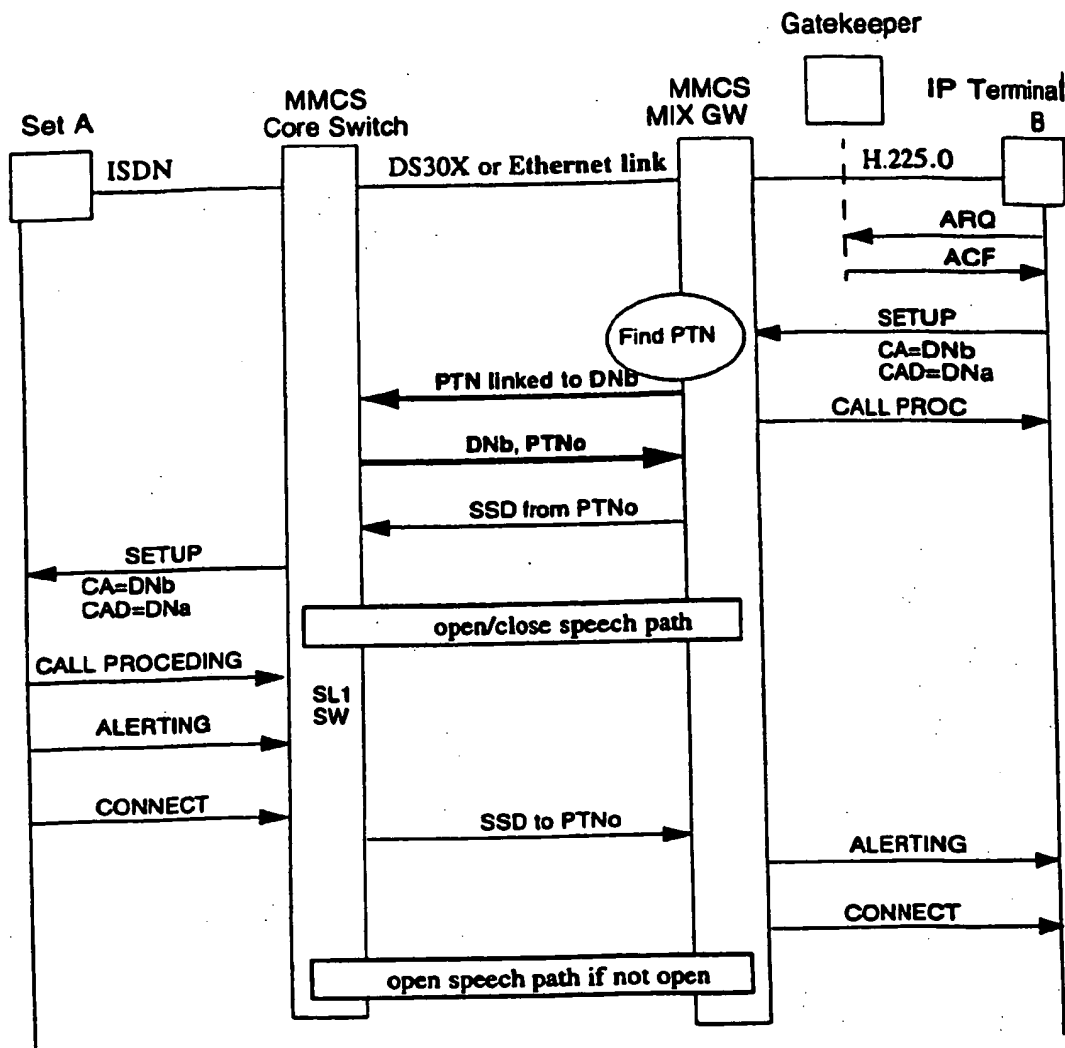 Gatekeeper
MMCS
Core Switch
MMCS
MIX GW
IP Terminal
B
Set A
ISDN
DS30X or Ethernet link
H.225.0
ARQ
ACF
Find PTN
SETUP
CA=DNb
CAD=DNa
PTN linked to DNb
CALL PROC
DNb, PTNo
SSD from PTNo
SETUP
CA=DNb
CAD=DNa
open/close speech path
CALL PROCEDING
SL1
SW
ALERTING
CONNECT
SSD to PTNo
ALERTING
CONNECT
open speech path if not open